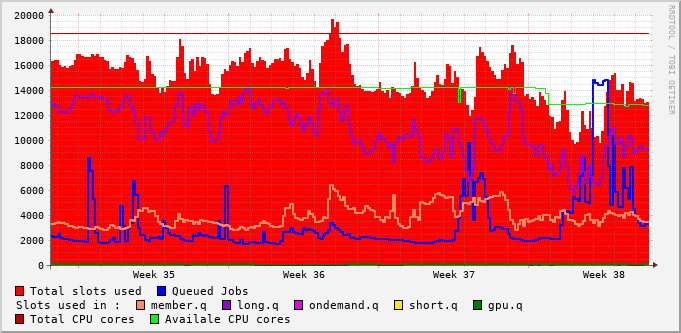 20000
18000
16000
14000
12000
10000
8000
6000
4000
2000
0
Week 35 Week 36 Week 37 Week 38
RRDTOOL / TOBI OETIKER
Total slots used Queued Jobs
Slots used in : member.q long.q ondemand.q short.q gpu.q
Total CPU cores Availale CPU cores